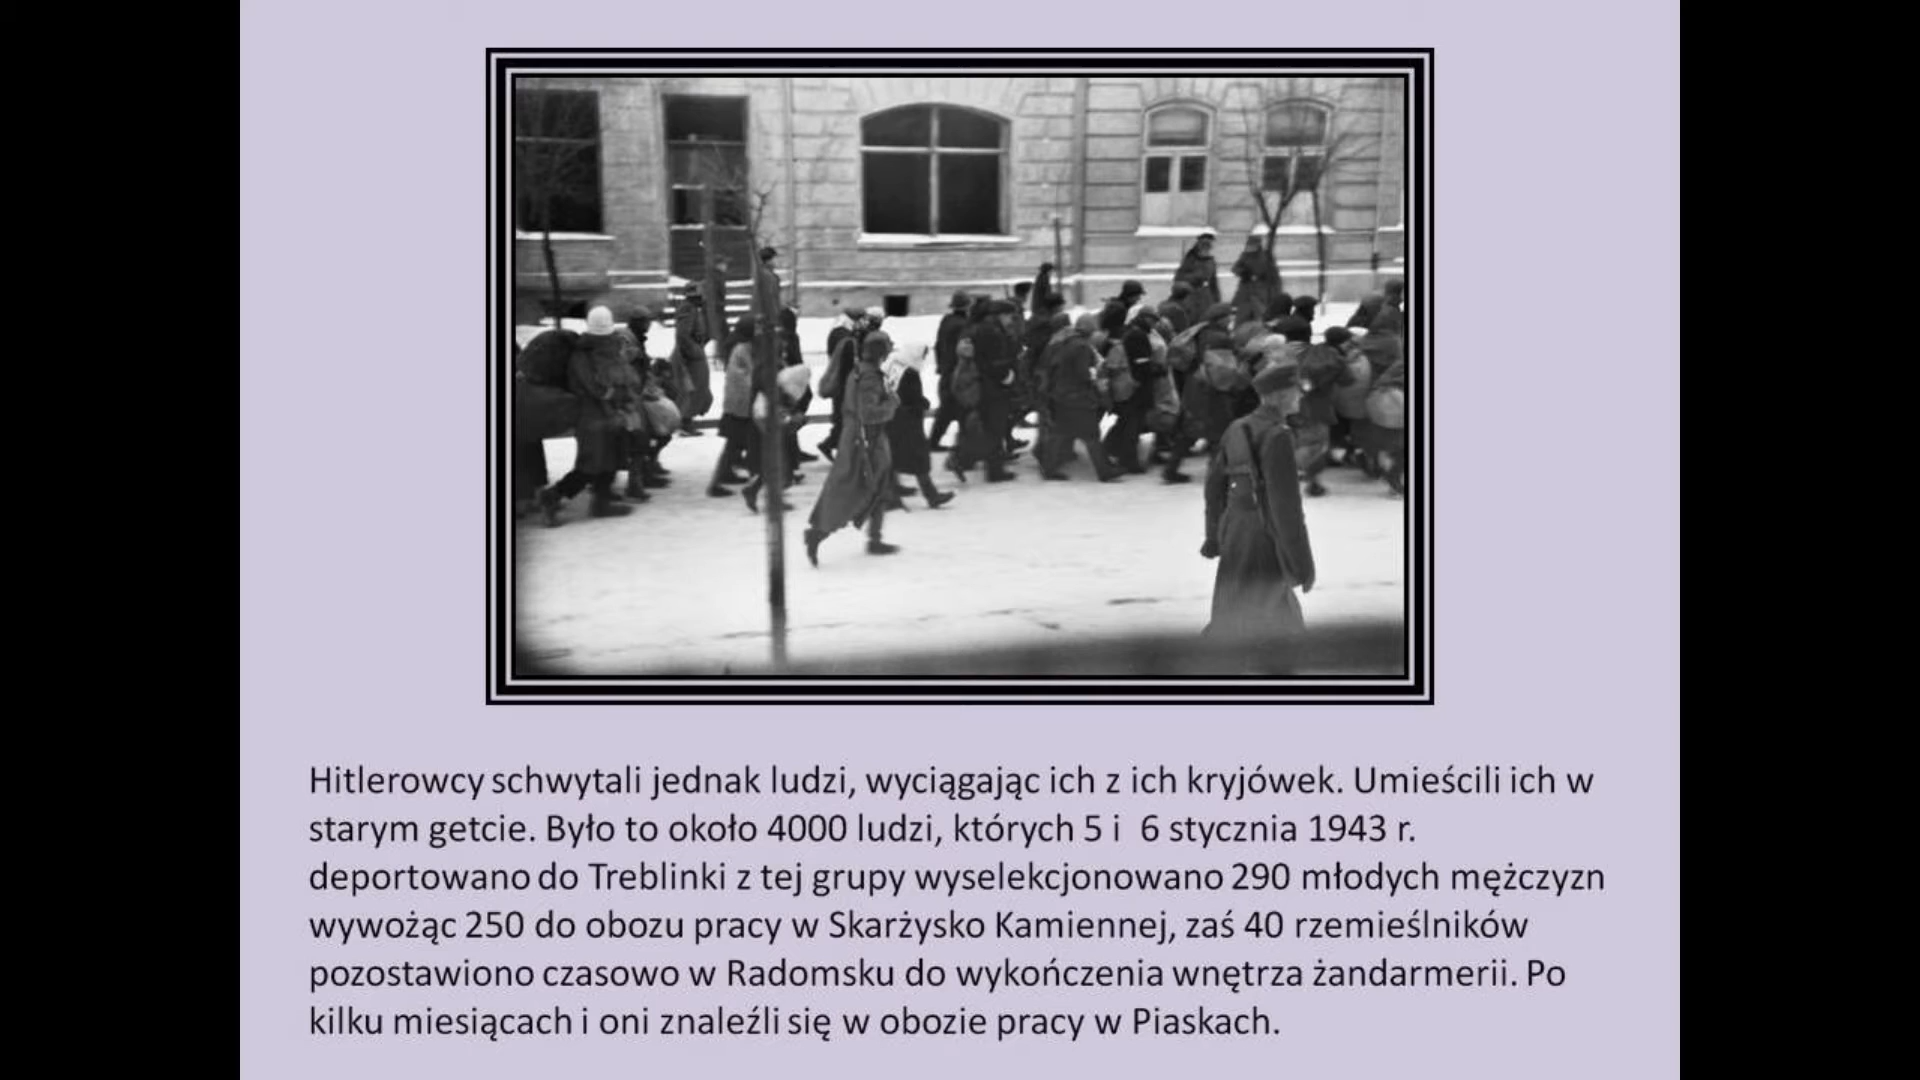 Hitlerowcy schwytali jednak ludzi, wyciągając ich z ich kryjówek. Umieścili ich w
starym getcie. Było to około 4000 ludzi, których 5 i  6 stycznia 1943 r.
deportowano do Treblinki z tej grupy wyselekcjonowano 290 młodych mężczyzn
wywożąc 250 do obozu pracy w Skarżysko Kamiennej, zaś 40 rzemieślników
pozostawiono czasowo w Radomsku do wykończenia wnętrza żandarmerii. Po
kilku miesiącach i oni znaleźli się w obozie pracy w Piaskach.